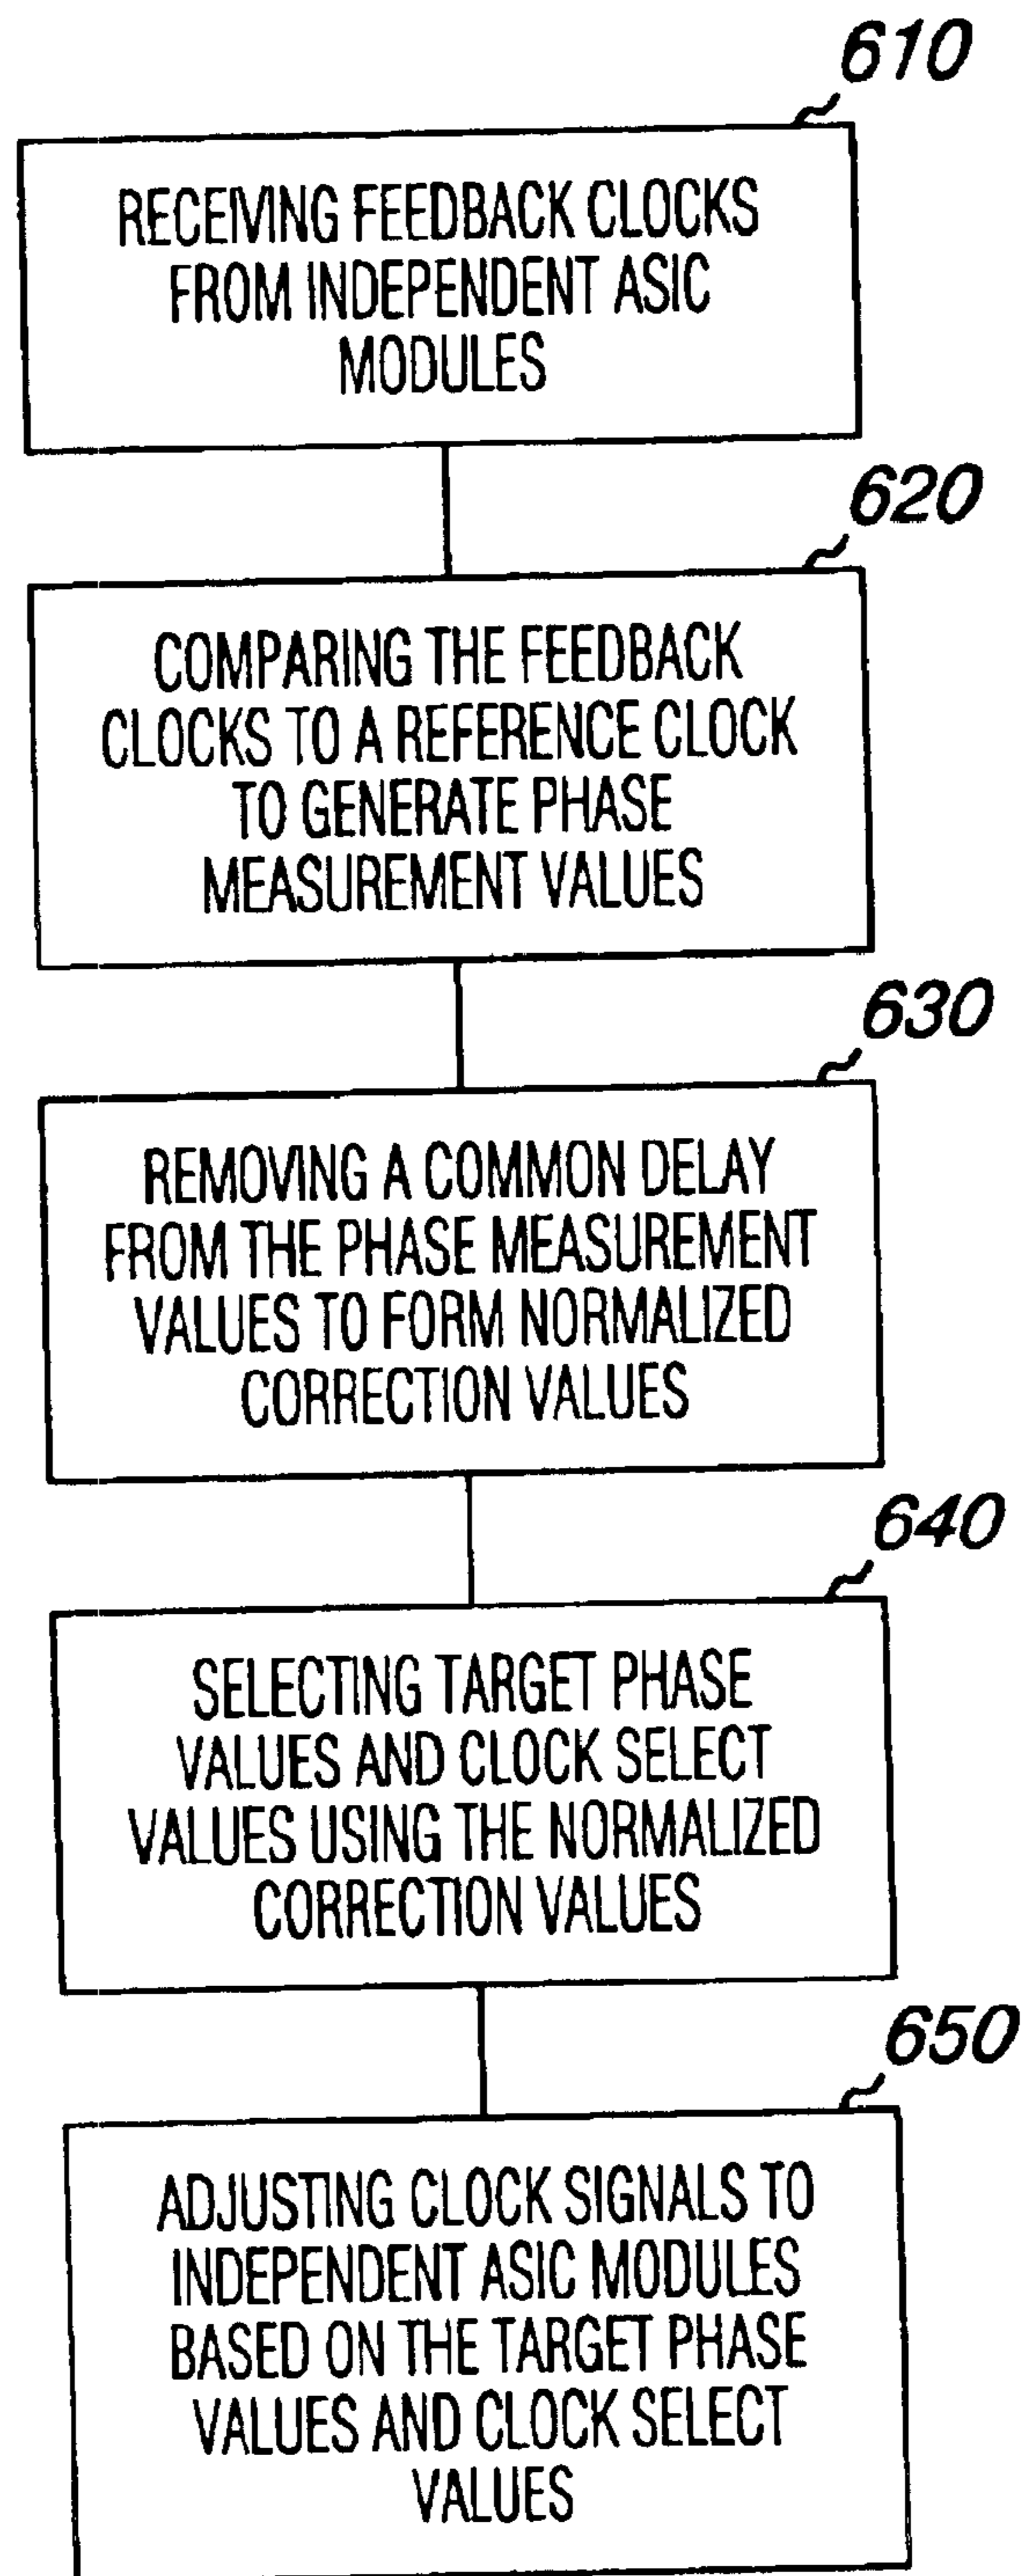 610
RECEIVING FEEDBACK CLOCKS
FROM INDEPENDENT ASIC
MODULES
620
COMPARING THE FEEDBACK
CLOCKS TO A REFERENCE CLOCK
TO GENERATE PHASE
MEASUREMENT VALUES
630
REMOVING A COMMON DELAY
FROM THE PHASE MEASUREMENT
VALUES TO FORM NORMALIZED
CORRECTION VALUES
640
SELECTING TARGET PHASE
VALUES AND CLOCK SELECT
VALUES USING THE NORMALIZED
CORRECTION VALUES
650
ADJUSTING CLOCK SIGNALS TO
INDEPENDENT ASIC MODULES
BASED ON THE TARGET PHASE
VALUES AND CLOCK SELECT
VALUES